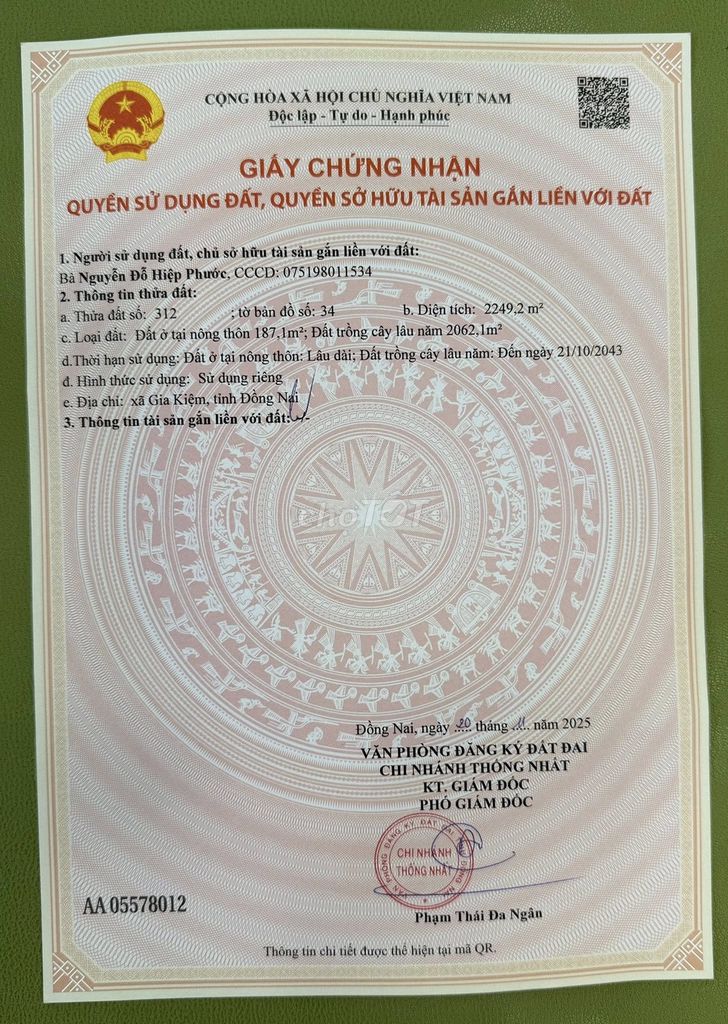 CỘNG HÒA XÃ HỘI CHỦ NGHĨA VIỆT NAM
Độc lập - Tự do - Hạnh phúc
GIẤY CHỨNG NHẬN
QUYỀN SỬ DỤNG ĐẤT, QUYỀN SỞ HỮU TÀI SẢN GẮN LIỀN VỚI ĐẤT
1. Người sử dụng đất, chủ sở hữu tài sản gắn liền với đất:
Bà Nguyễn Đỗ Hiệp Phước, CCCD: 075198011534
2. Thông tin thửa đất:
a. Thửa đất số: 312 ; tờ bản đồ số: 34 b. Diện tích: 2249,2 m²
c. Loại đất: Đất ở tại nông thôn 187,1m²; Đất trồng cây lâu năm 2062,1m²
d.Thời hạn sử dụng: Đất ở tại nông thôn: Lâu dài; Đất trồng cây lâu năm: Đến ngày 21/10/2043
đ. Hình thức sử dụng: Sử dụng riêng
e. Địa chỉ: xã Gia Kiệm, tỉnh Đồng Nai
3. Thông tin tài sản gắn liền với đất:-/-
chợTỐT
Đồng Nai, ngày 20 tháng 11 năm 2025
VĂN PHÒNG ĐĂNG KÝ ĐẤT ĐAI
CHI NHÁNH THỐNG NHẤT
KT. GIÁM ĐỐC
PHÓ GIÁM ĐỐC
VĂN PHÒNG ĐĂNG KÝ ĐẤT ĐAI ĐỒNG NAI
CHI NHÁNH
THỐNG NHẤT
Phạm Thái Đa Ngân
AA 05578012
Thông tin chi tiết được thể hiện tại mã QR.